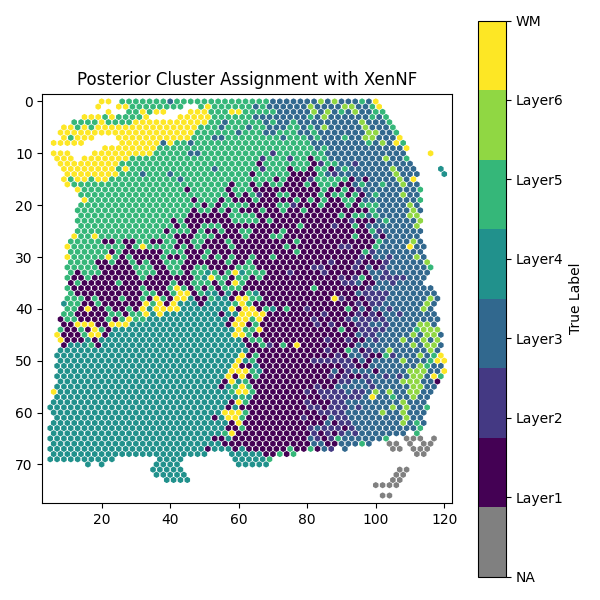 Posterior Cluster Assignment with XenNF
0
10
20
30
40
50
60
70
20
40
60
80
100
120
WM
Layer6
Layer5
Layer4
Layer3
Layer2
Layer1
NA
True Label